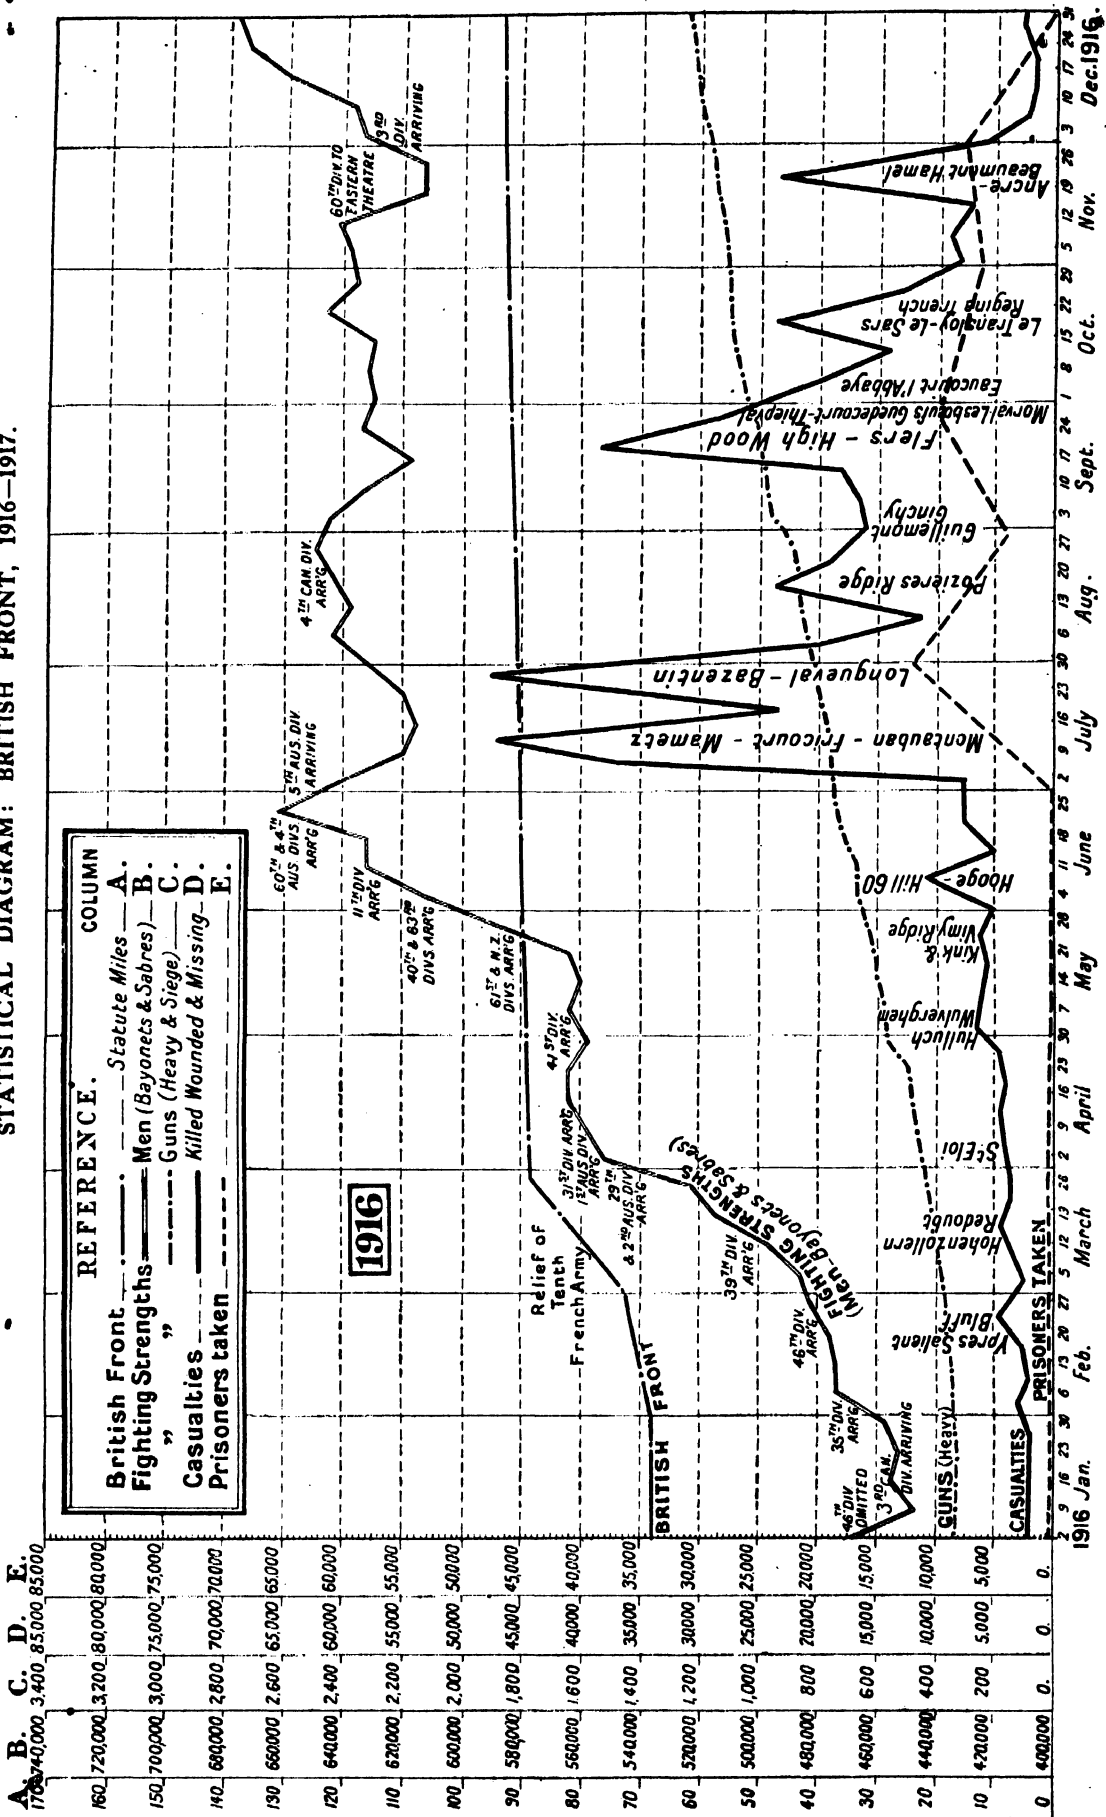 STATISTICAL DIAGRAM: BRITISH FRONT, 1916—1917.
REFERENCE. COLUMN
British Front Statute Miles A.
Fighting Strengths Men (Bayonets & Sabres) B.
" " Guns (Heavy & Siege) C.
Casualties Killed Wounded & Missing D.
Prisoners taken E.
1916
A. B. C. D. E.
170 740,000 3,400 85,000 85,000
160 720,000 3,200 80,000 80,000
150 700,000 3,000 75,000 75,000
140 680,000 2,800 70,000 70,000
130 660,000 2,600 65,000 65,000
120 640,000 2,400 60,000 60,000
110 620,000 2,200 55,000 55,000
100 600,000 2,000 50,000 50,000
90 580,000 1,800 45,000 45,000
80 560,000 1.600 40,000 40,000
70 540,000 1,400 35,000 35,000
60 520,000 1,200 30,000 30,000
50 500,000 1,000 25,000 25,000
40 480,000 800 20,000 20,000
30 460,000 600 15,000 15,000
20 440,000 400 10,000 10,000
10 420,000 200 5,000 5,000
0 400,000 0. 0. 0.
BRITISH FRONT
Relief of
Tenth
French Army
46TH DIV
OMITTED
3RD CAN.
DIV. ARRIVING
35TH DIV.
ARR'G
46TH DIV.
ARR'G
39TH DIV.
ARR'G
FIGHTING STRENGTHS
(Men-Bayonets & Sabres)
29TH
& 2ND AUS. DIV
ARR'G
31ST DIV. ARR'G
1ST AUS DIV.
ARR'G
41ST DIV.
ARR'G
61ST & N.Z.
DIVS. ARR'G
40TH & 63RD
DIVS. ARR'G
11TH DIV
ARR'G
60TH & 4TH
AUS. DIVS
ARR'G
5TH AUS. DIV.
ARRIVING
4TH CAN. DIV.
ARR'G
60TH DIV. TO
EASTERN
THEATRE
3RD
DIV.
ARRIVING
GUNS (Heavy)
CASUALTIES
PRISONERS TAKEN
Ypres Salient
Bluff
Hohenzollern
Redoubt
St Eloi
Hulluch
Wulverghem
Kink &
Vimy Ridge
Hooge - Hill 60
Montauban - Fricourt - Mametz
Longueval - Bazentin
Pozières Ridge
Guillemont
Ginchy
Flers - High Wood
Morval Lesbœufs Guedecourt-Thiepval
Eaucourt l'Abbaye
Le Transloy-Le Sars
Regina Trench
Ancre-
Beaumont Hamel
2 9 16 23 30 6 13 20 27 5 12 19 26 2 9 16 23 30 7 14 21 28 4 11 18 25 2 9 16 23 30 6 13 20 27 3 10 17 24 1 8 15 22 29 5 12 19 26 3 10 17 24 31
1916 Jan. Feb. March April May June July Aug. Sept. Oct. Nov. Dec. 1916.